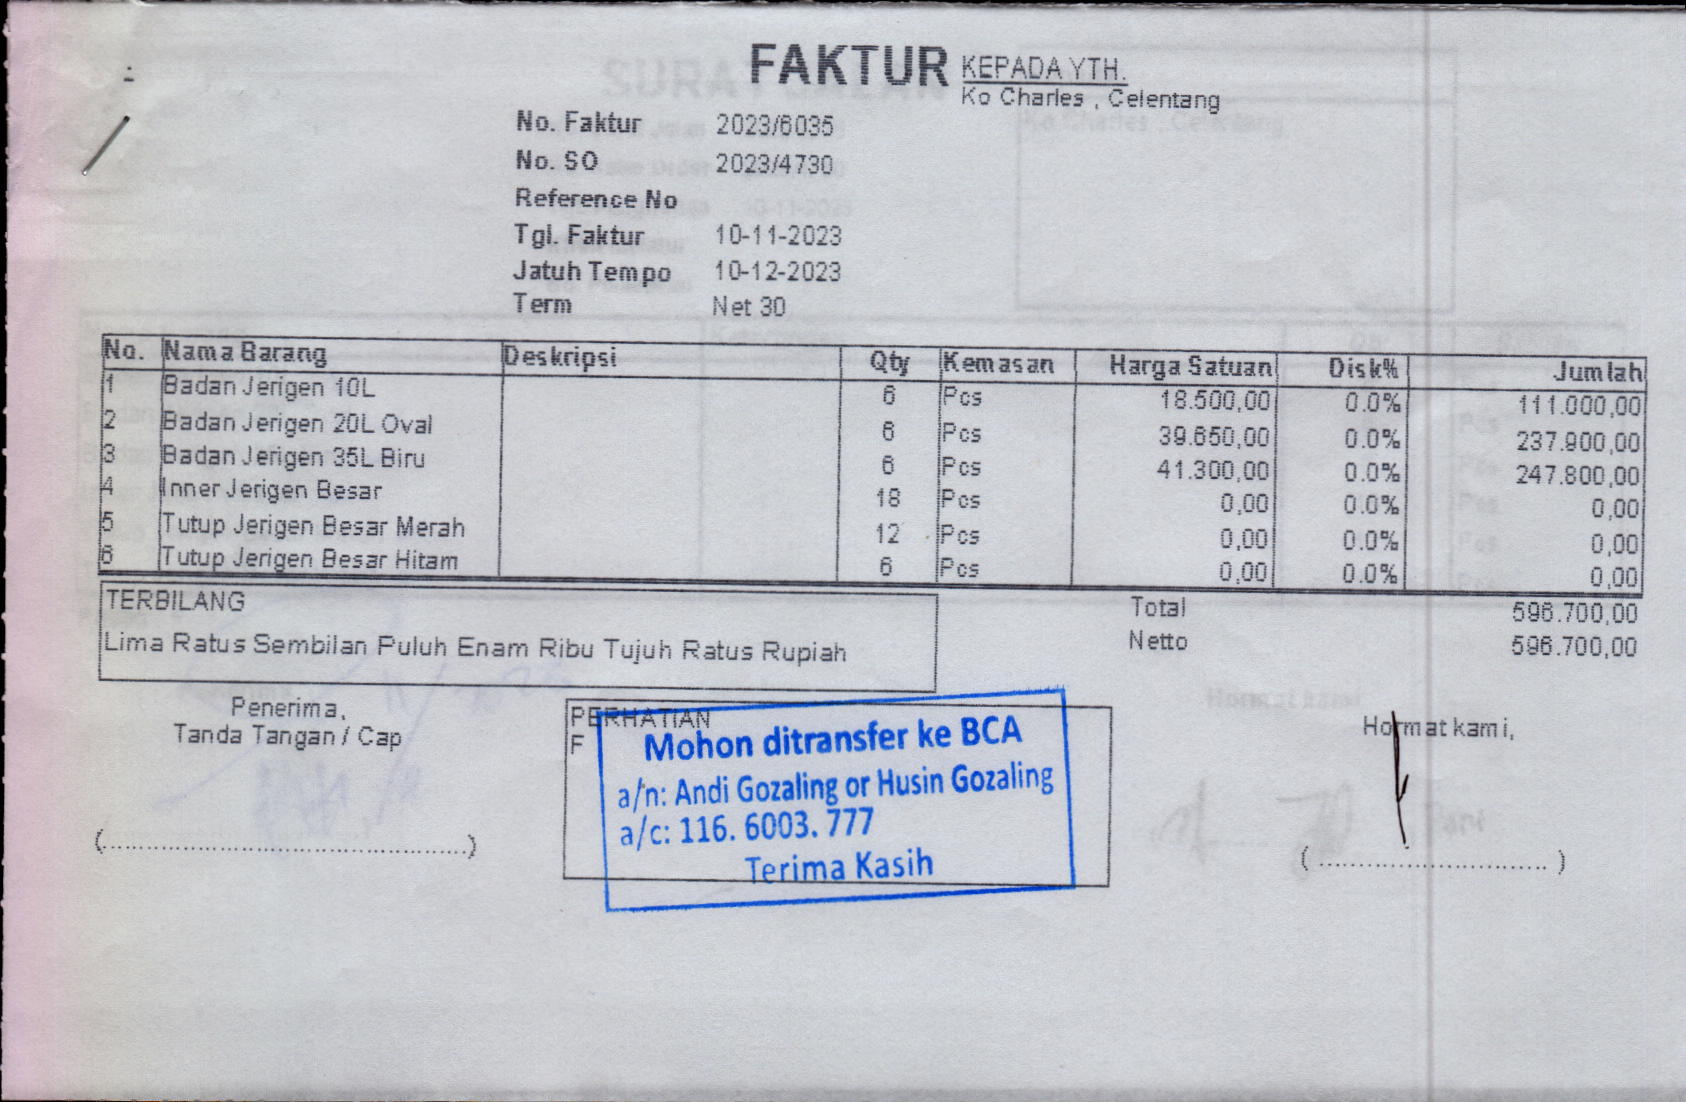 FAKTUR
KEPADA YTH.
Ko Charles , Celentang
No. Faktur 2023/6035
No. SO 2023/4730
Reference No
Tgl. Faktur 10-11-2023
Jatuh Tempo 10-12-2023
Term Net 30
No. Nama Barang Deskripsi Qty Kemasan Harga Satuan Disk% Jumlah
1 Badan Jerigen 10L 6 Pcs 18.500,00 0.0% 111.000,00
2 Badan Jerigen 20L Oval 6 Pcs 39.650,00 0.0% 237.900,00
3 Badan Jerigen 35L Biru 6 Pcs 41.300,00 0.0% 247.800,00
4 Inner Jerigen Besar 18 Pcs 0,00 0.0% 0,00
5 Tutup Jerigen Besar Merah 12 Pcs 0,00 0.0% 0,00
6 Tutup Jerigen Besar Hitam 6 Pcs 0,00 0.0% 0,00
TERBILANG
Lima Ratus Sembilan Puluh Enam Ribu Tujuh Ratus Rupiah
Total 596.700,00
Netto 596.700,00
Penerima,
Tanda Tangan / Cap
(................................................)
PERHATIAN
F
Mohon ditransfer ke BCA
a/n: Andi Gozaling or Husin Gozaling
a/c: 116. 6003. 777
Terima Kasih
Hormat kami,
( .............................. )